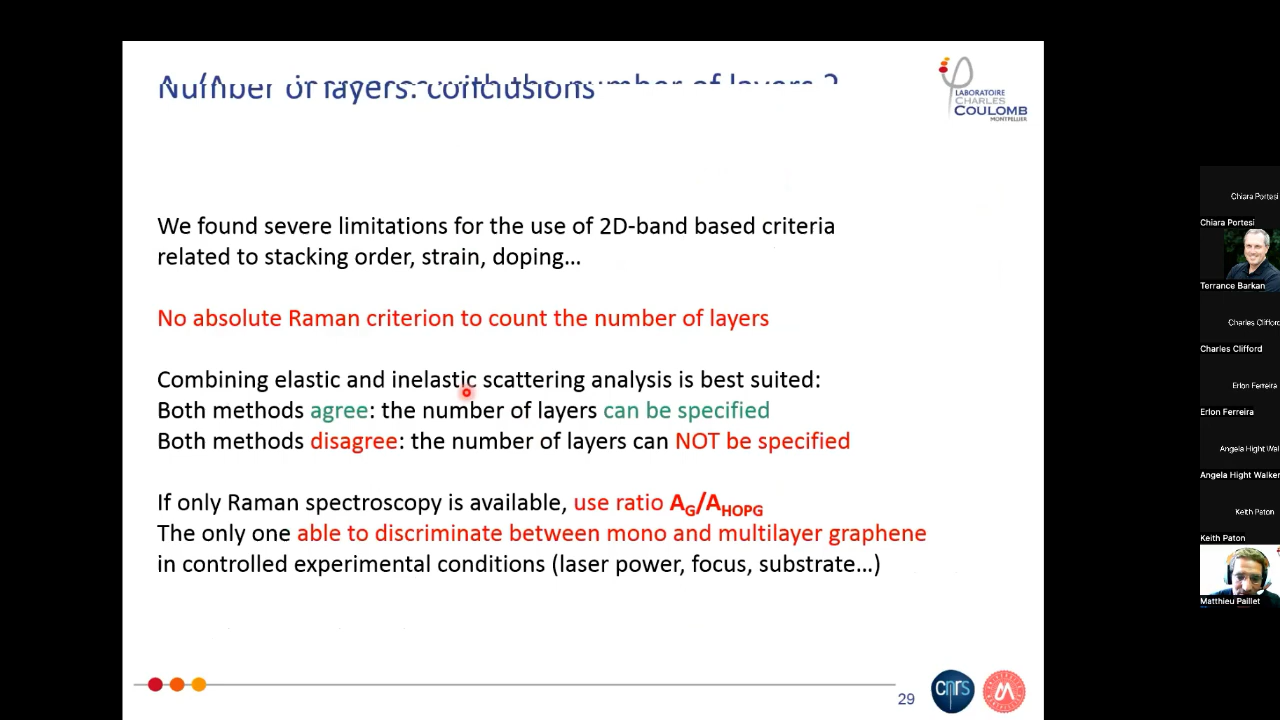 Number of layers: conclusions
with the number of layers ?
LABORATOIRE
CHARLES
COULOMB
MONTPELLIER
We found severe limitations for the use of 2D-band based criteria
related to stacking order, strain, doping...
No absolute Raman criterion to count the number of layers
Combining elastic and inelastic scattering analysis is best suited:
Both methods agree: the number of layers can be specified
Both methods disagree: the number of layers can NOT be specified
If only Raman spectroscopy is available, use ratio AG/AHOPG
The only one able to discriminate between mono and multilayer graphene
in controlled experimental conditions (laser power, focus, substrate...)
29
cnrs
Chiara Portesi
Chiara Portesi
Terrance Barkan
Charles Clifford
Charles Clifford
Erlon Ferreira
Erlon Ferreira
Angela Hight Wal
Angela Hight Walker
Keith Paton
Keith Paton
Matthieu Paillet